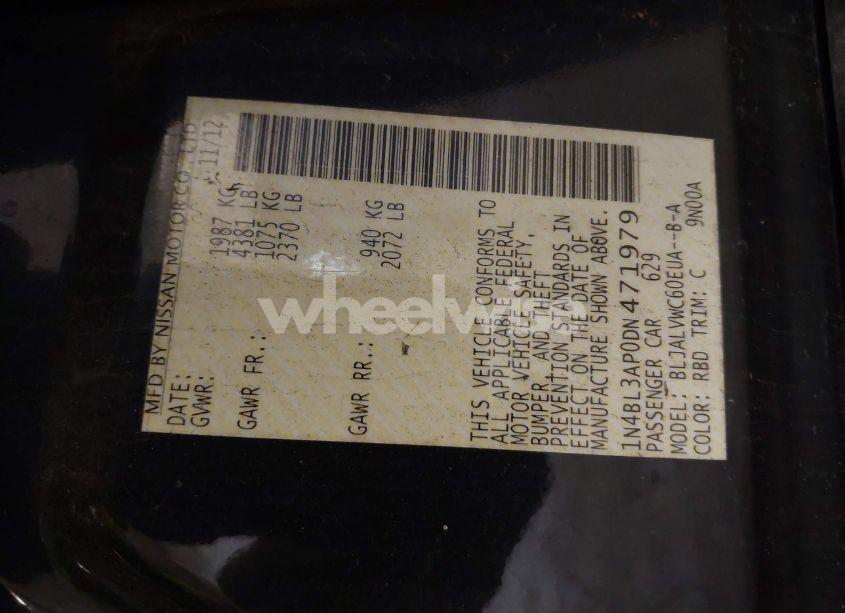 MFD BY NISSAN MOTOR CO., LTD
DATE: 11/12
GVWR: 1987 KG
4381 LB
GAWR FR.: 1075 KG
2370 LB
GAWR RR.: 940 KG
2072 LB
THIS VEHICLE CONFORMS TO
ALL APPLICABLE FEDERAL
MOTOR VEHICLE SAFETY,
BUMPER, AND THEFT
PREVENTION STANDARDS IN
EFFECT ON THE DATE OF
MANUFACTURE SHOWN ABOVE.
1N4BL3AP0DN471979
PASSENGER CAR 629
MODEL: BLJALVWC60EUA--B-A
COLOR: RBD TRIM: C 9N00A
wheelwise